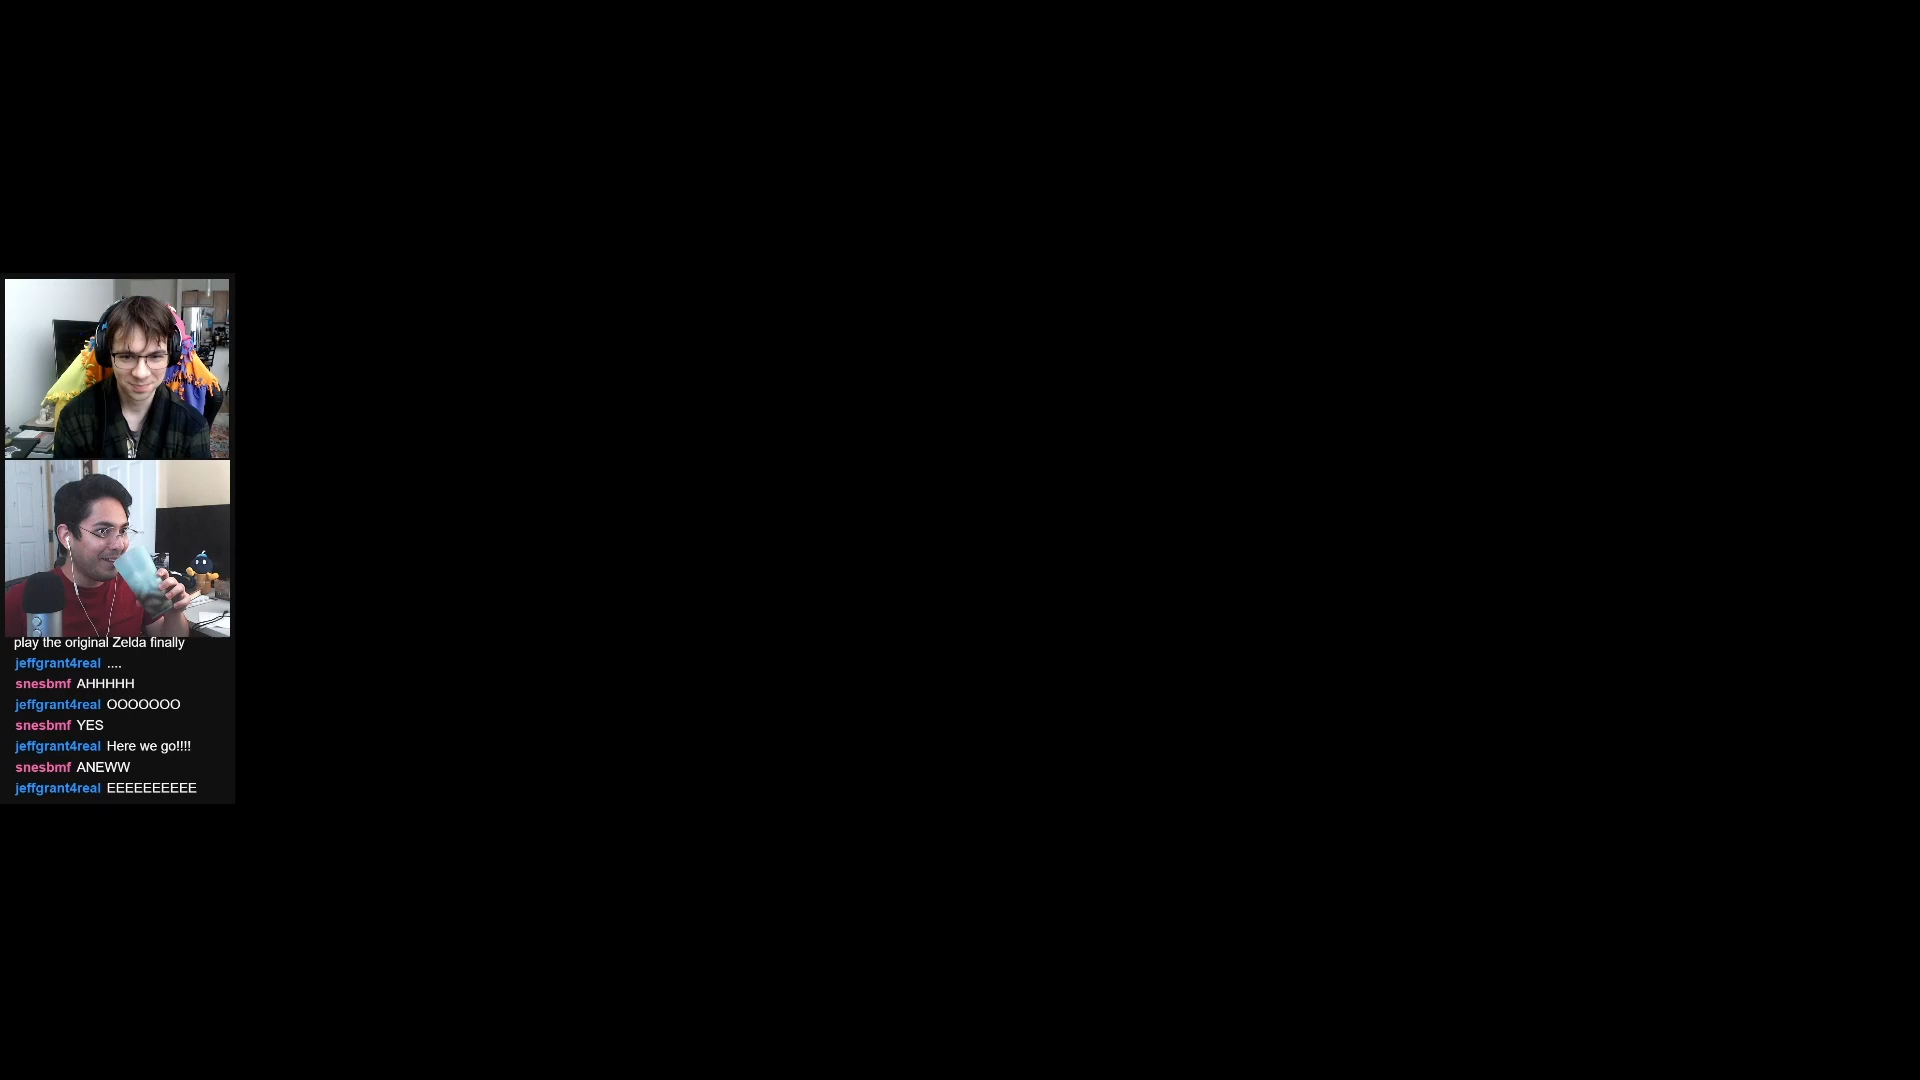 play the original Zelda finally
jeffgrant4real ....
snesbmf AHHHHH
jeffgrant4real OOOOOOO
snesbmf YES
jeffgrant4real Here we go!!!!
snesbmf ANEWW
jeffgrant4real EEEEEEEEEE